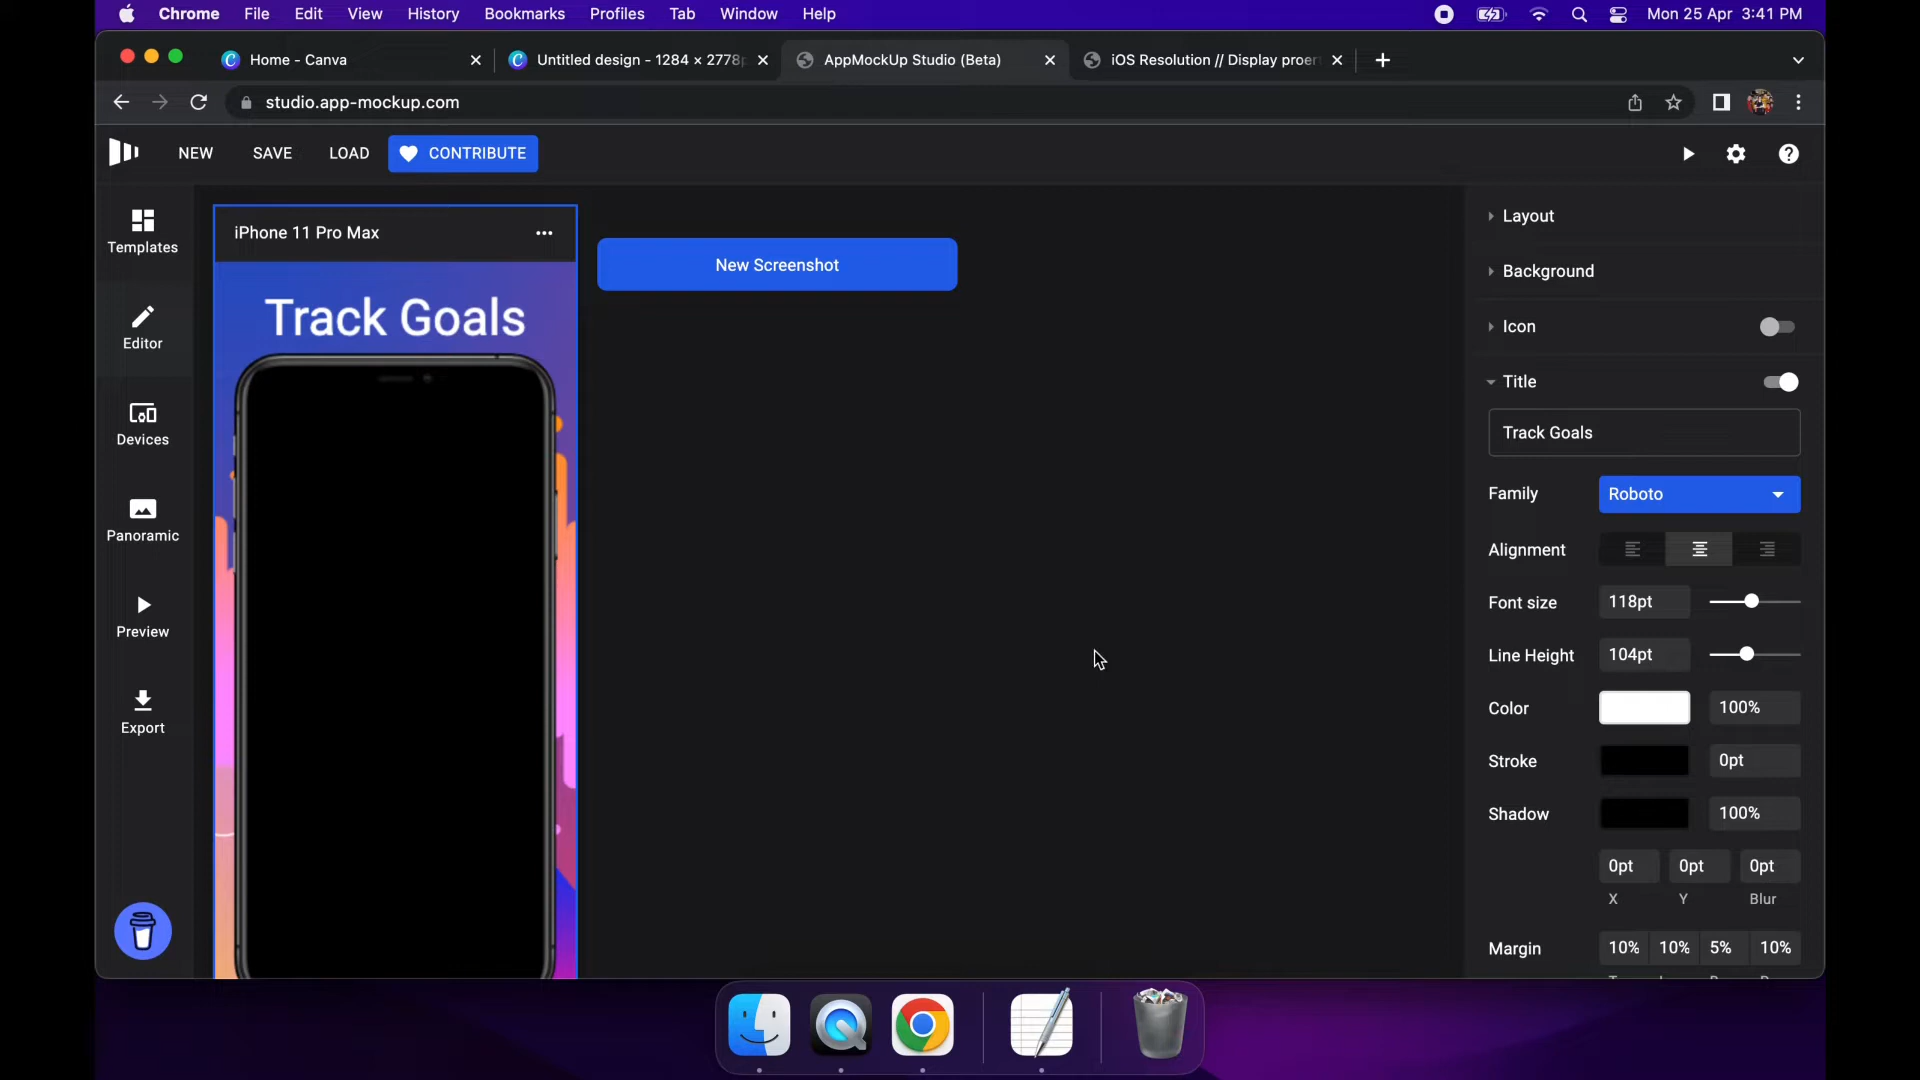 Chrome File Edit View History Bookmarks Profiles Tab Window Help Mon 25 Apr 3:41 PM
Home - Canva Untitled design - 1284 × 2778p AppMockUp Studio (Beta) iOS Resolution // Display proer
studio.app-mockup.com
NEW SAVE LOAD CONTRIBUTE
Templates
Editor
Devices
Panoramic
Preview
Export
iPhone 11 Pro Max
Track Goals
New Screenshot
Layout
Background
Icon
Title
Track Goals
Family Roboto
Alignment
Font size 118pt
Line Height 104pt
Color 100%
Stroke 0pt
Shadow 100%
0pt 0pt 0pt
X Y Blur
Margin 10% 10% 5% 10%